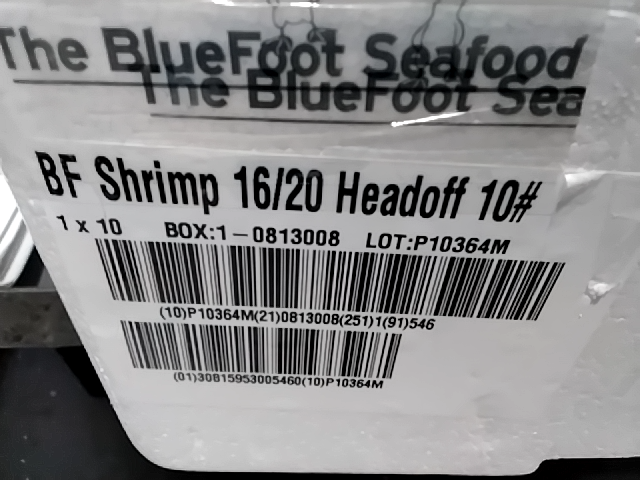 The BlueFoot Seafood
The BlueFoot Sea
BF Shrimp 16/20 Headoff 10#
1 x 10 BOX:1-0813008 LOT:P10364M
(10)P10364M(21)0813008(251)1(91)546
(01)30815953005460(10)P10364M